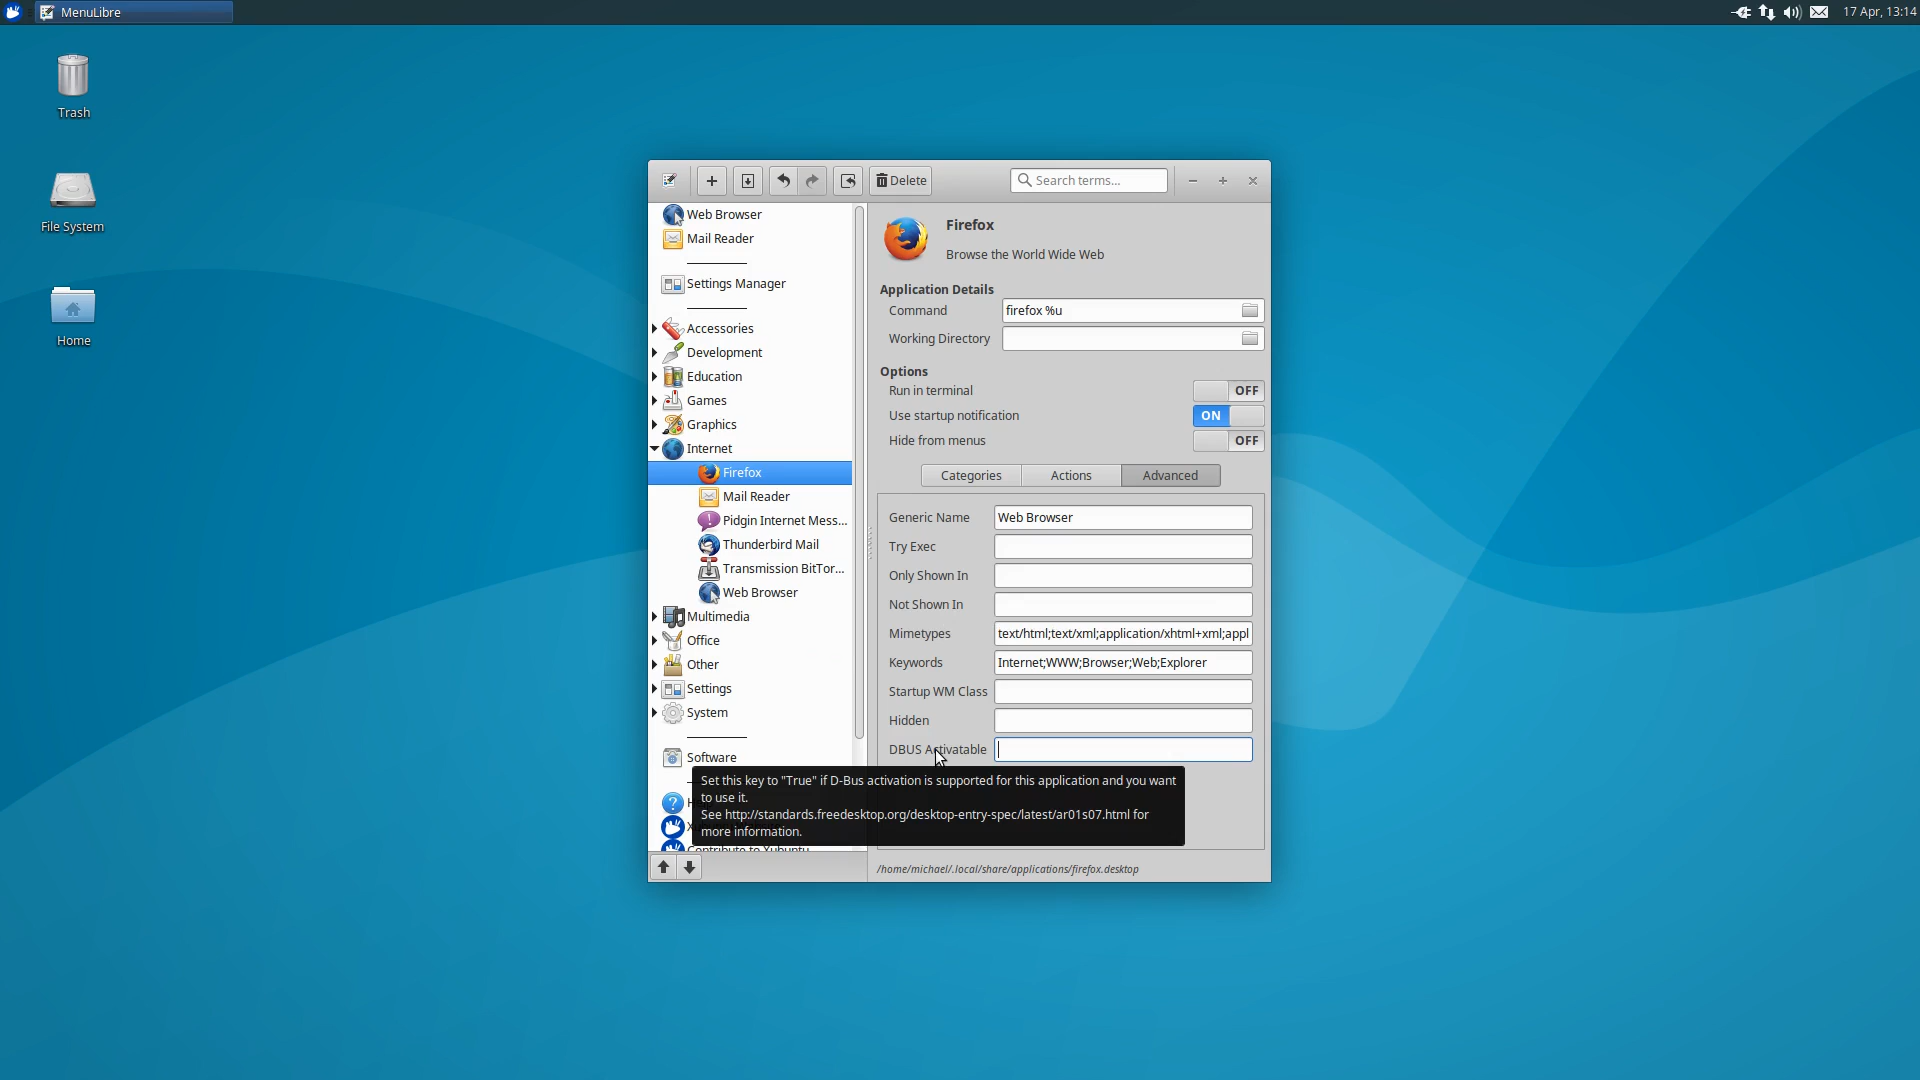 MenuLibre
17 Apr, 13:14
Trash
File System
Home
Delete
Search terms...
Web Browser
Mail Reader
Settings Manager
Accessories
Development
Education
Games
Graphics
Internet
Firefox
Mail Reader
Pidgin Internet Mess...
Thunderbird Mail
Transmission BitTor...
Web Browser
Multimedia
Office
Other
Settings
System
Software
Contribute to Xubuntu
Firefox
Browse the World Wide Web
Application Details
Command firefox %u
Working Directory
Options
Run in terminal OFF
Use startup notification ON
Hide from menus OFF
Categories Actions Advanced
Generic Name Web Browser
Try Exec
Only Shown In
Not Shown In
Mimetypes text/html;text/xml;application/xhtml+xml;appl
Keywords Internet;WWW;Browser;Web;Explorer
Startup WM Class
Hidden
DBUS Activatable
Set this key to "True" if D-Bus activation is supported for this application and you want
to use it.
See http://standards.freedesktop.org/desktop-entry-spec/latest/ar01s07.html for
more information.
/home/michael/.local/share/applications/firefox.desktop